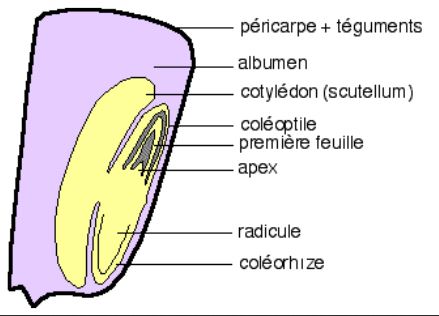 péricarpe + téguments
albumen
cotylédon (scutellum)
coléoptile
première feuille
apex
radicule
coléorhize